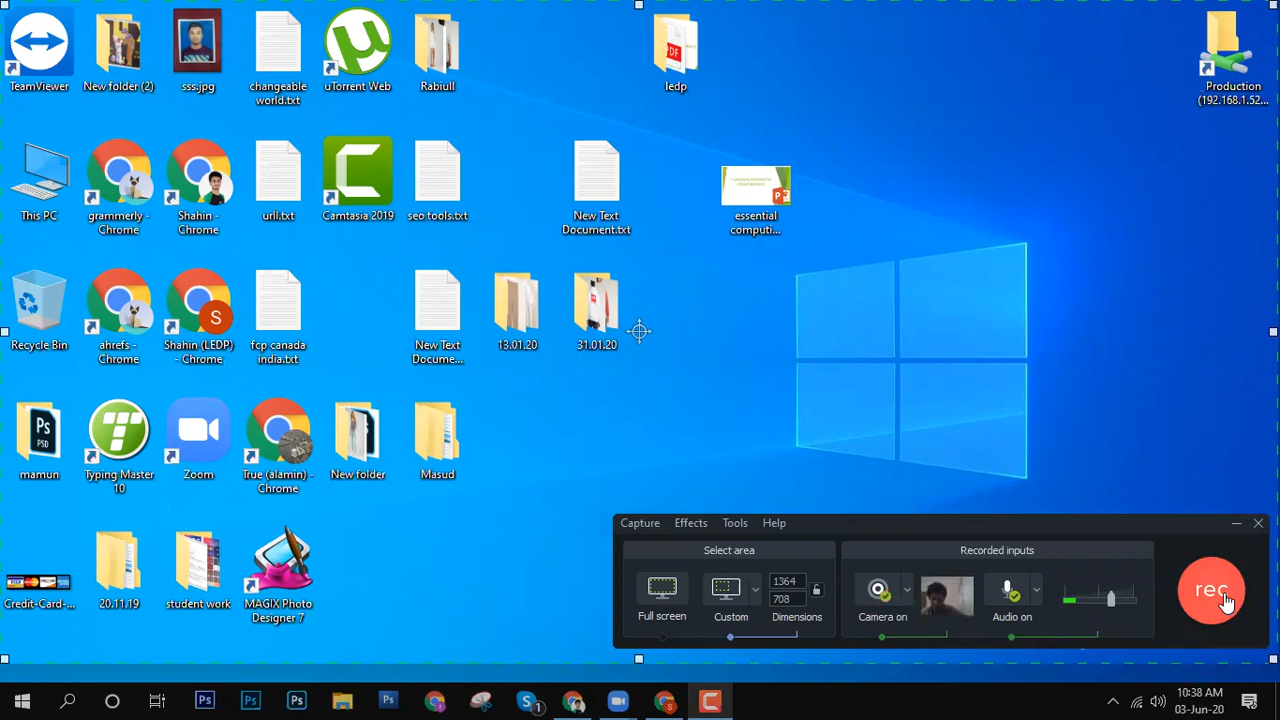 TeamViewer
New folder (2)
sss.jpg
changeable
world.txt
uTorrent Web
Rabiull
ledp
Production
(192.168.1.52...
This PC
grammerly -
Chrome
Shahin -
Chrome
urll.txt
Camtasia 2019
seo tools.txt
New Text
Document.txt
essential
computi...
Recycle Bin
ahrefs -
Chrome
S
Shahin (LEDP)
- Chrome
fcp canada
india.txt
New Text
Docume...
13.01.20
31.01.20
Ps
PSD
mamun
Typing Master
10
Zoom
True (alamin) -
Chrome
New folder
Masud
Credit-Card-...
20.11.19
student work
MAGIX Photo
Designer 7
Capture
Effects
Tools
Help
Select area
Recorded inputs
Full screen
Custom
1364
708
Dimensions
Camera on
Audio on
rec
10:38 AM
03-Jun-20